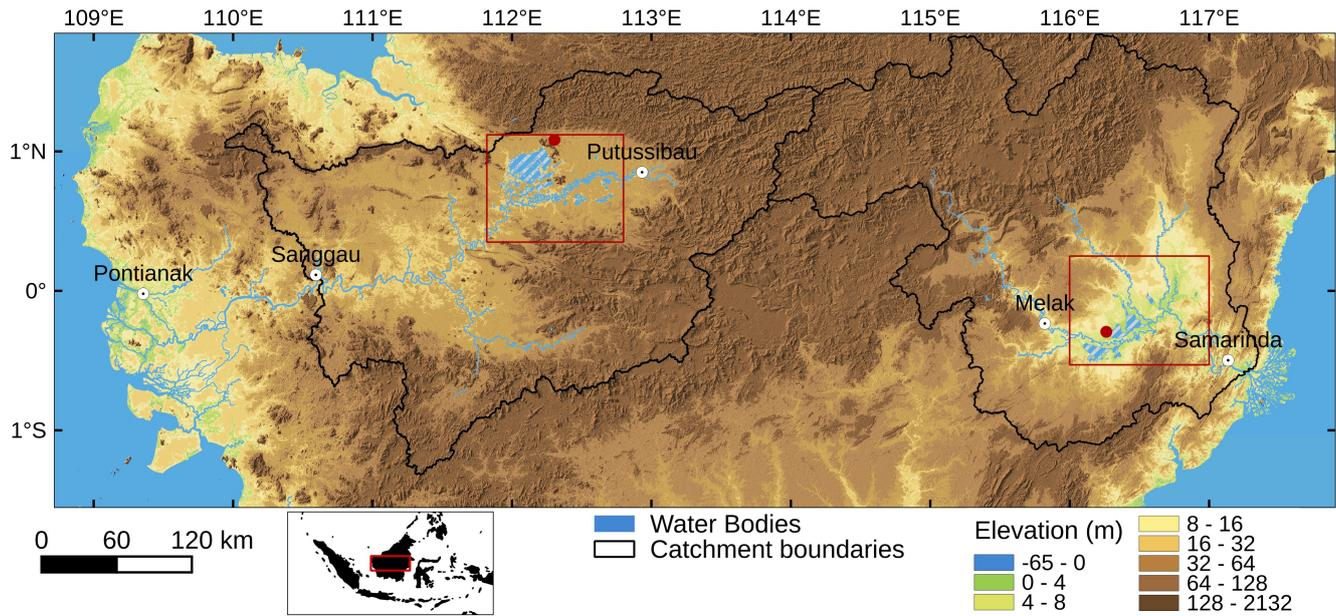 109°E 110° 111° 112° 113°E 114° 115° 116° 117°E
1°N
0°
1°S
Putussibau
Sanggau
Pontianak
Melak
Samarinda
0 60 120 km
Water Bodies
Catchment boundaries
Elevation (m)
-65 - 0
0 - 4
4 - 8
8 - 16
16 - 32
32 - 64
64 - 128
128 - 2132